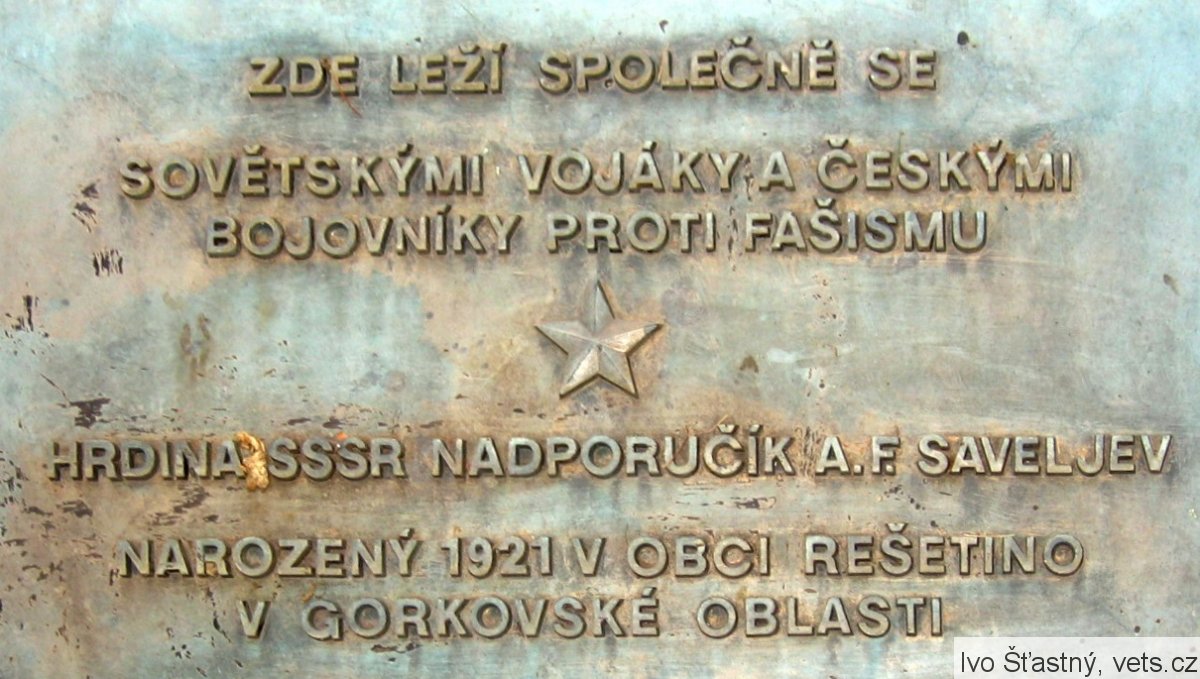 ZDE LEŽÍ SPOLEČNĚ SE
SOVĚTSKÝMI VOJÁKY A ČESKÝMI
BOJOVNÍKY PROTI FAŠISMU
HRDINA SSSR NADPORUČÍK A.F. SAVELJEV
NAROZENÝ 1921 V OBCI REŠETINO
V GORKOVSKÉ OBLASTI
Ivo Šťastný, vets.cz